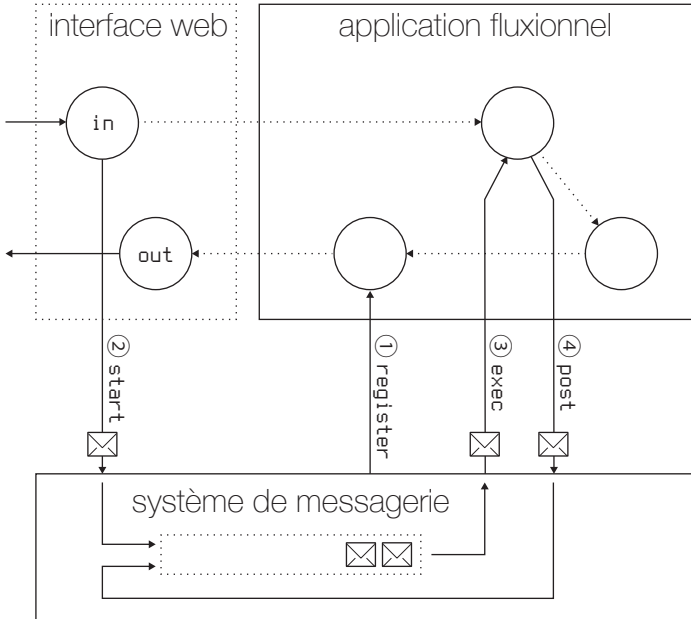 interface web
application fluxionnel
in
out
② start
① register
③ exec
④ post
système de messagerie